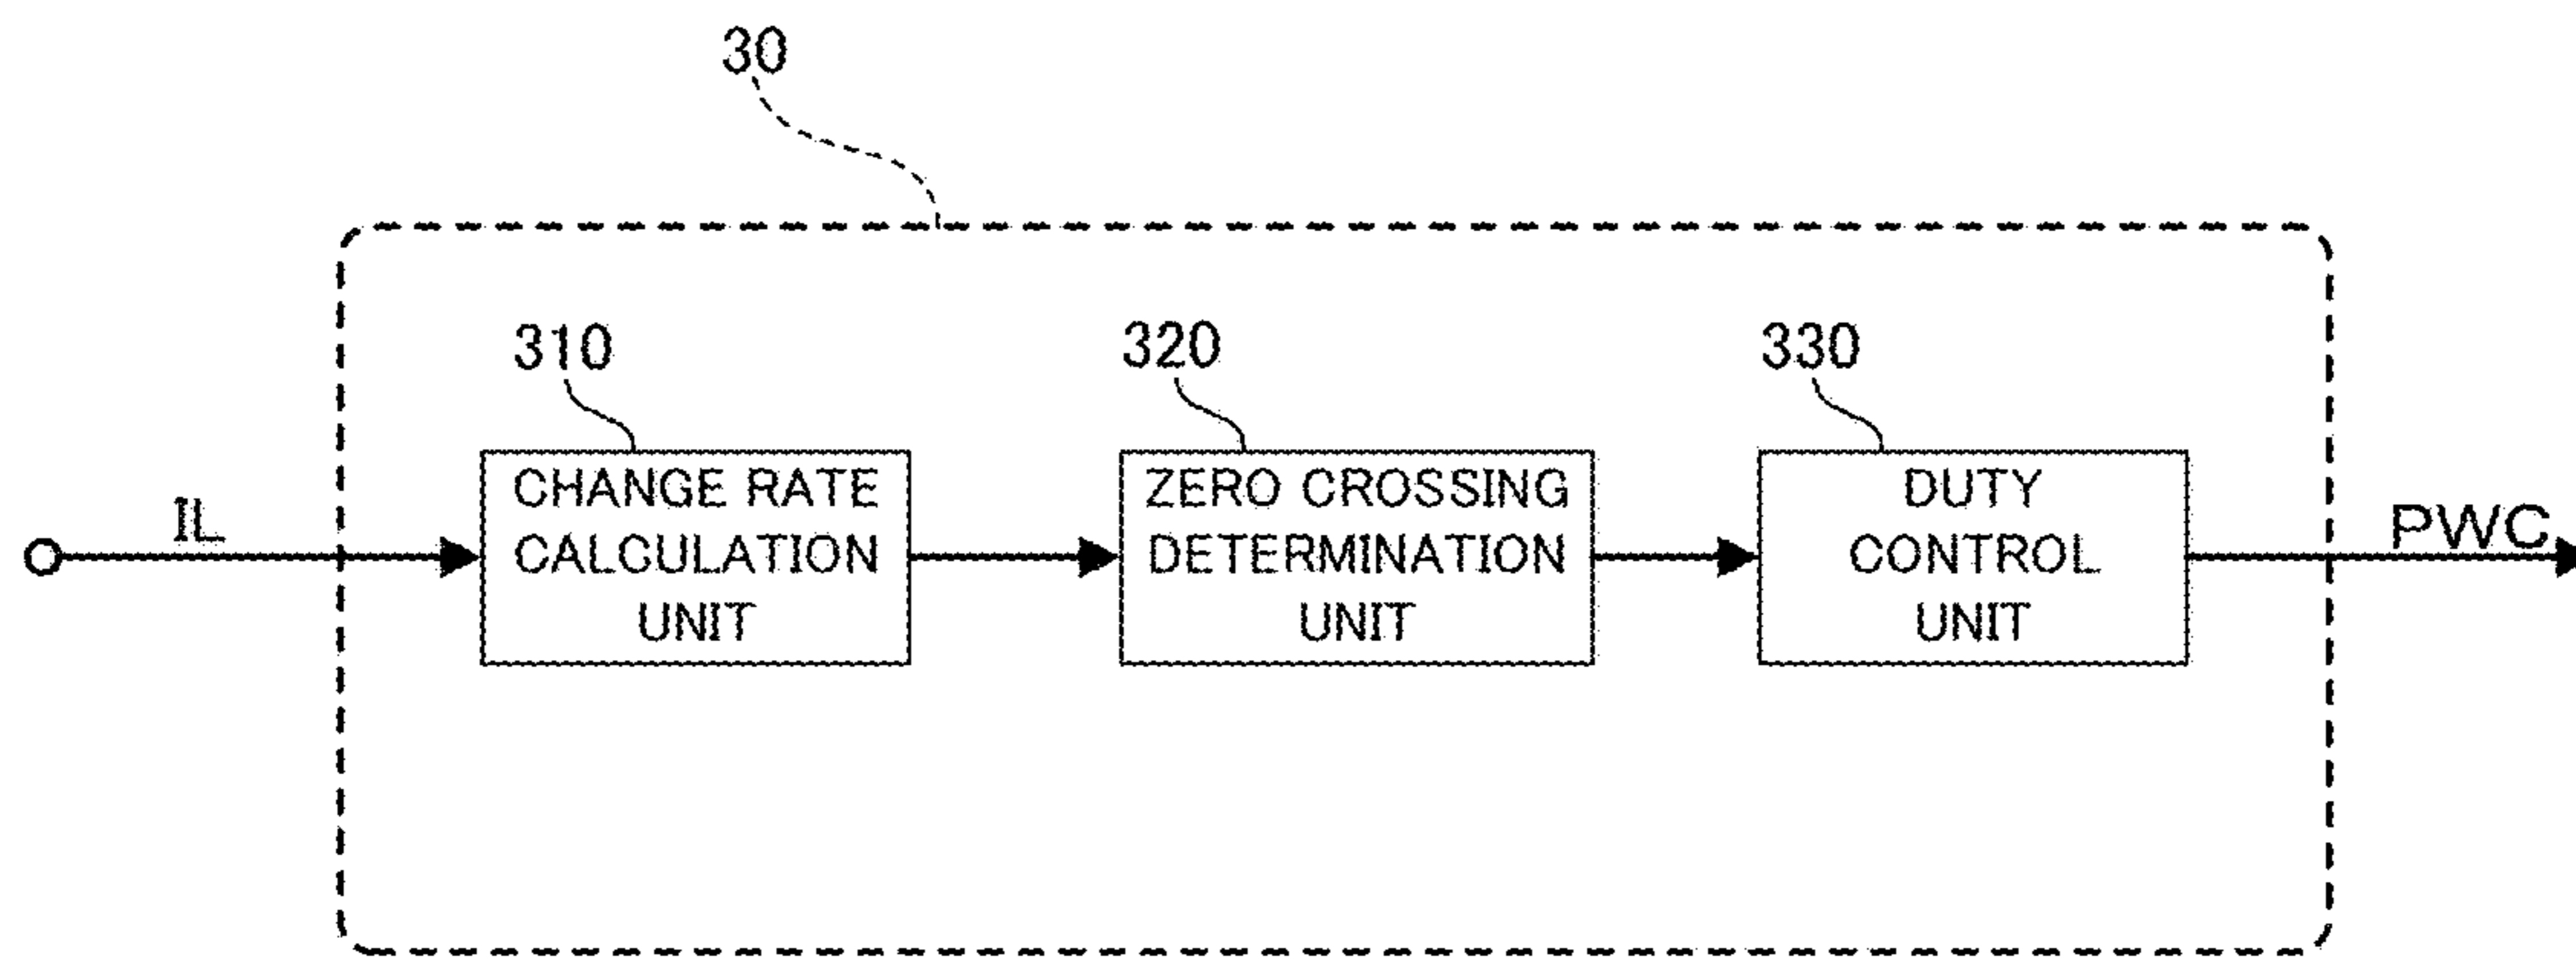 30
310
320
330
IL
CHANGE RATE
CALCULATION
UNIT
ZERO CROSSING
DETERMINATION
UNIT
DUTY
CONTROL
UNIT
PWC